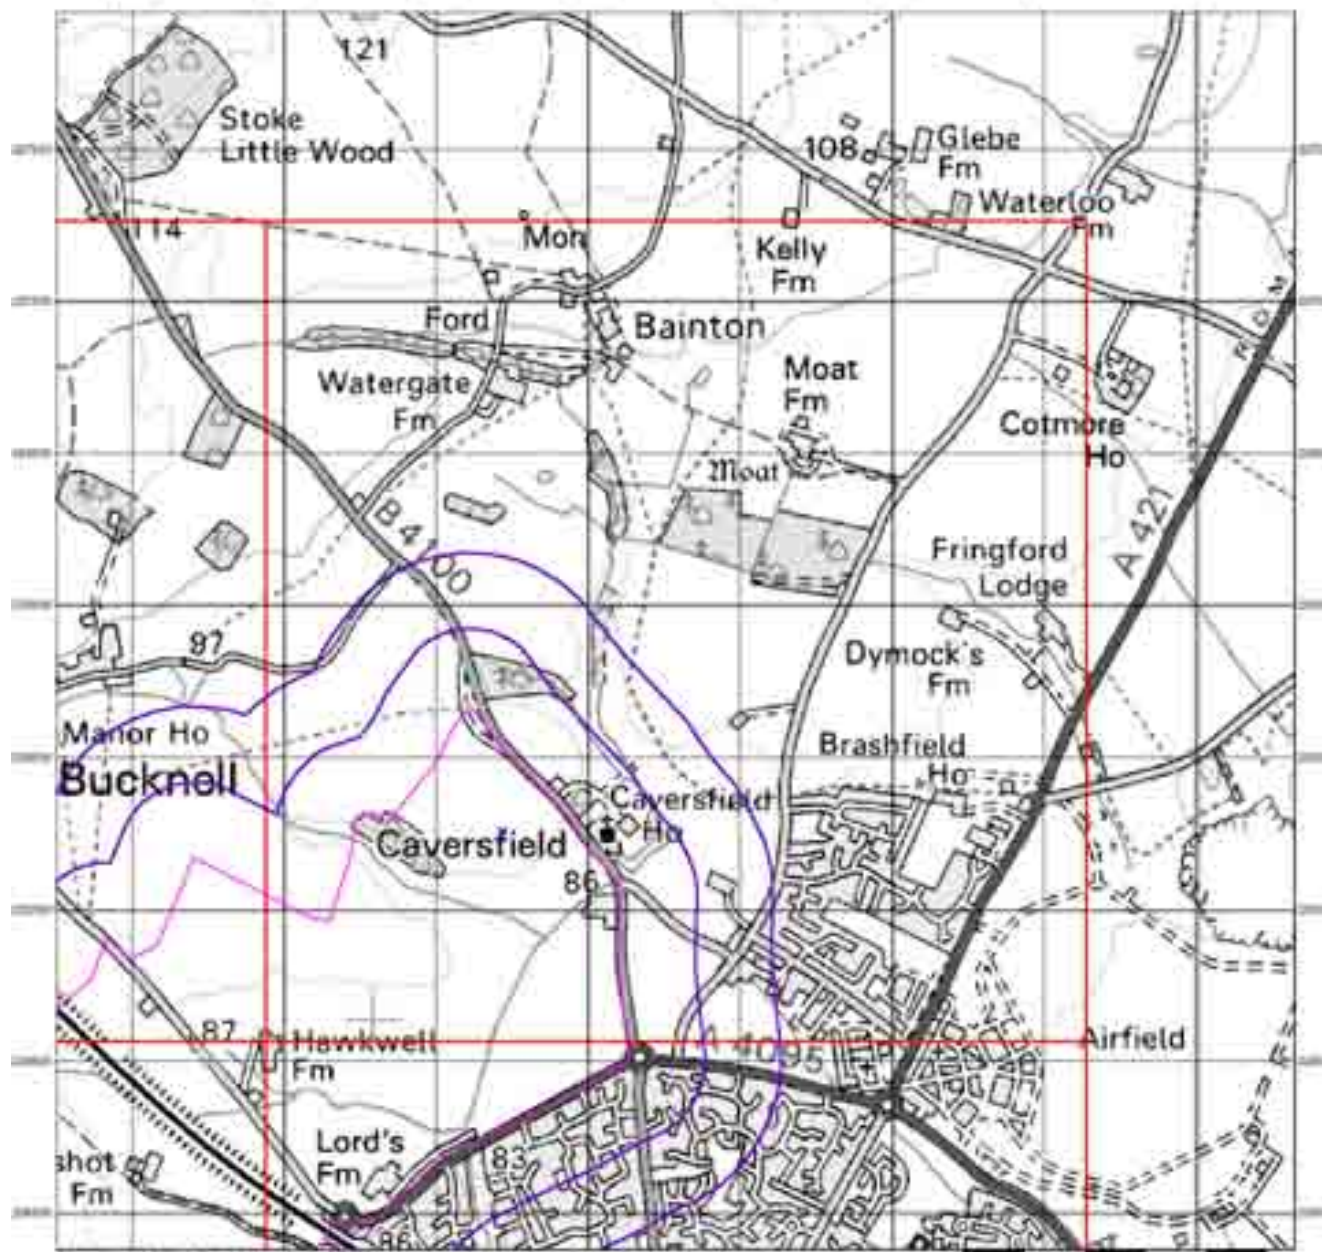 121
Stoke
Little Wood
108
Glebe
Fm
Waterloo
Fm
114
Mon
Kelly
Fm
Ford
Bainton
Watergate
Fm
Moat
Fm
Cotmore
Ho
Moat
B 4100
A 421
Fringford
Lodge
97
Dymock's
Fm
Manor Ho
Bucknell
Brashfield
Ho
Caversfield
Ho
Caversfield
86
87
Hawkwell
Fm
A 4095
Airfield
Lord's
Fm
83
shot
Fm
86